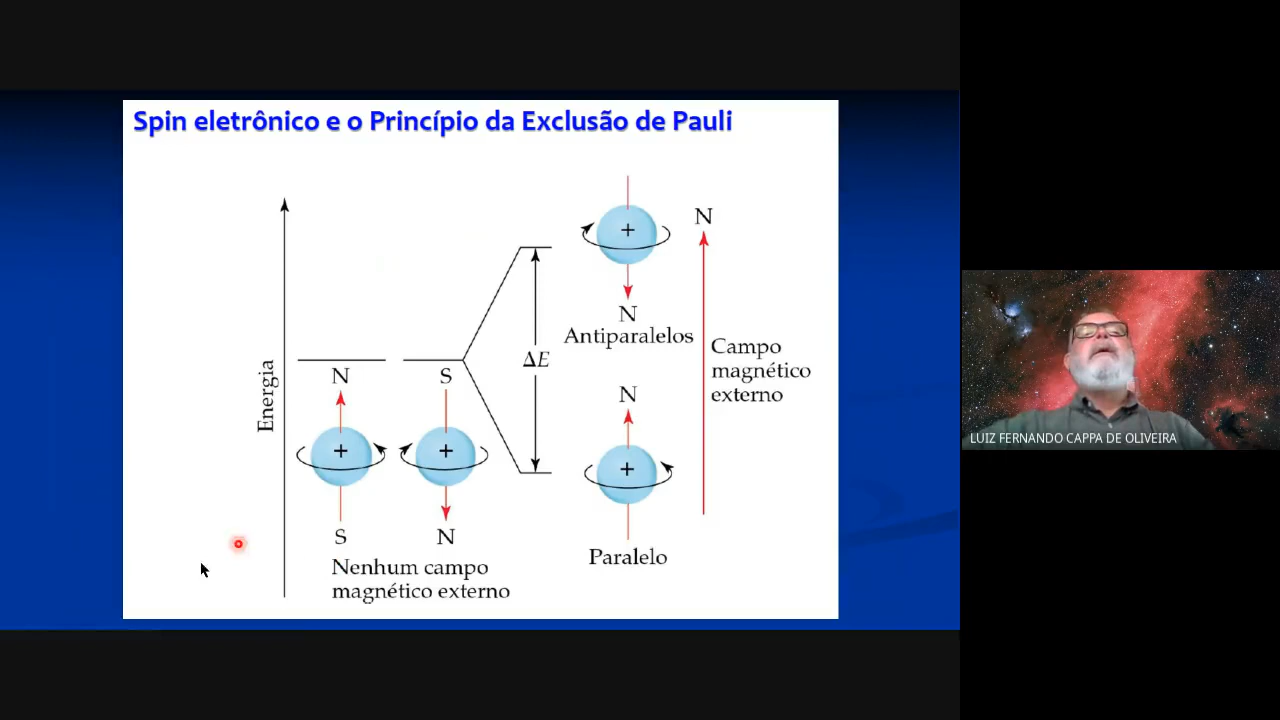 Spin eletrônico e o Princípio da Exclusão de Pauli
Energia
N
S
S
N
Nenhum campo
magnético externo
ΔE
+
+
+
N
Antiparalelos
N
+
Paralelo
N
Campo
magnético
externo
LUIZ FERNANDO CAPPA DE OLIVEIRA